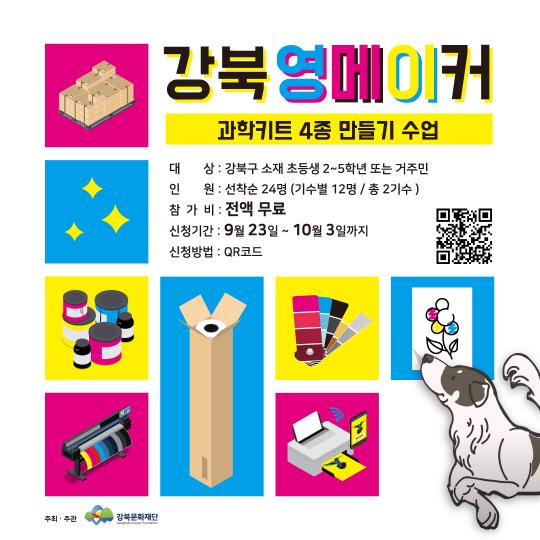 강북 영메이커
과학키트 4종 만들기 수업
대 상 : 강북구 소재 초등생 2~5학년 또는 거주민
인 원 : 선착순 24명 (기수별 12명 / 총 2기수 )
참 가 비 : 전액 무료
신청기간 : 9월 23일 ~ 10월 3일까지
신청방법 : QR코드
주최 · 주관 강북문화재단